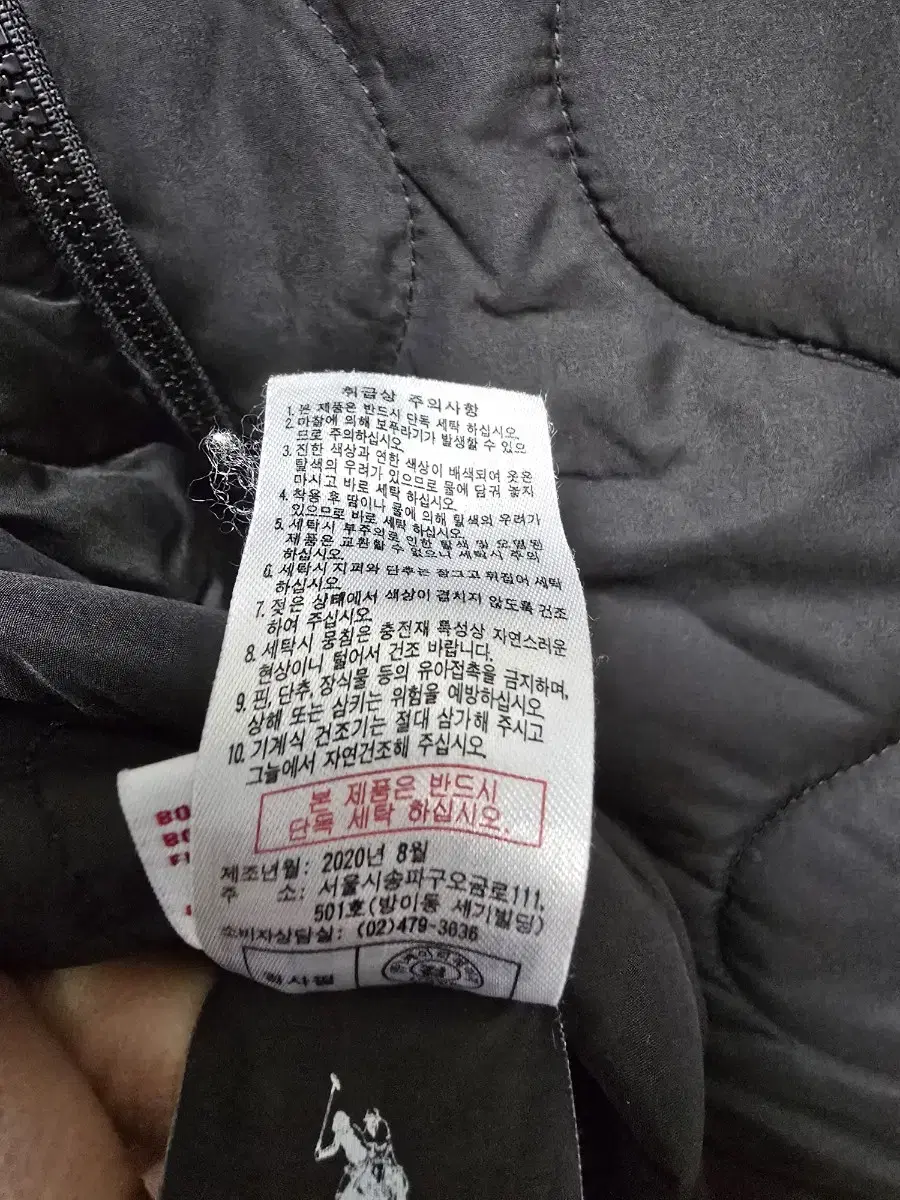 취급상 주의사항
1. 본 제품은 반드시 단독 세탁 하십시오.
2. 마찰에 의해 보푸라기가 발생할 수 있으
므로 주의하십시오
3. 진한 색상과 연한 색상이 배색되여 옷은
탈색의 우려가 있으므로 물에 담궈 놓지
마시고 바로 세탁 하십시오
4. 착용 후 땀이나 물에 의해 탈색의 우려가
있으므로 바로 세탁 하십시오.
5. 세탁시 부주의로 인한 탈색 및 오염된
제품은 교환할 수 없으니 세탁시 주의
하십시오.
6. 세탁시 지퍼와 단추는 잠그고 뒤집어 세탁
하십시오.
7. 젖은 상태에서 색상이 겹치지 않도록 건조
하여 주십시오.
8. 세탁시 뭉침은 충전재 특성상 자연스러운
현상이니 털어서 건조 바랍니다.
9. 핀, 단추, 장식물 등의 유아접촉을 금지하며,
상해 또는 삼키는 위험을 예방하십시오
10. 기계식 건조기는 절대 삼가해 주시고
그늘에서 자연건조해 주십시오.
본 제품은 반드시
단독 세탁 하십시오.
제조년월: 2020년 8월
주 소: 서울시송파구오금로111,
501호(방이동 세기빌딩)
소비자상담실: (02)479-3636
검사필